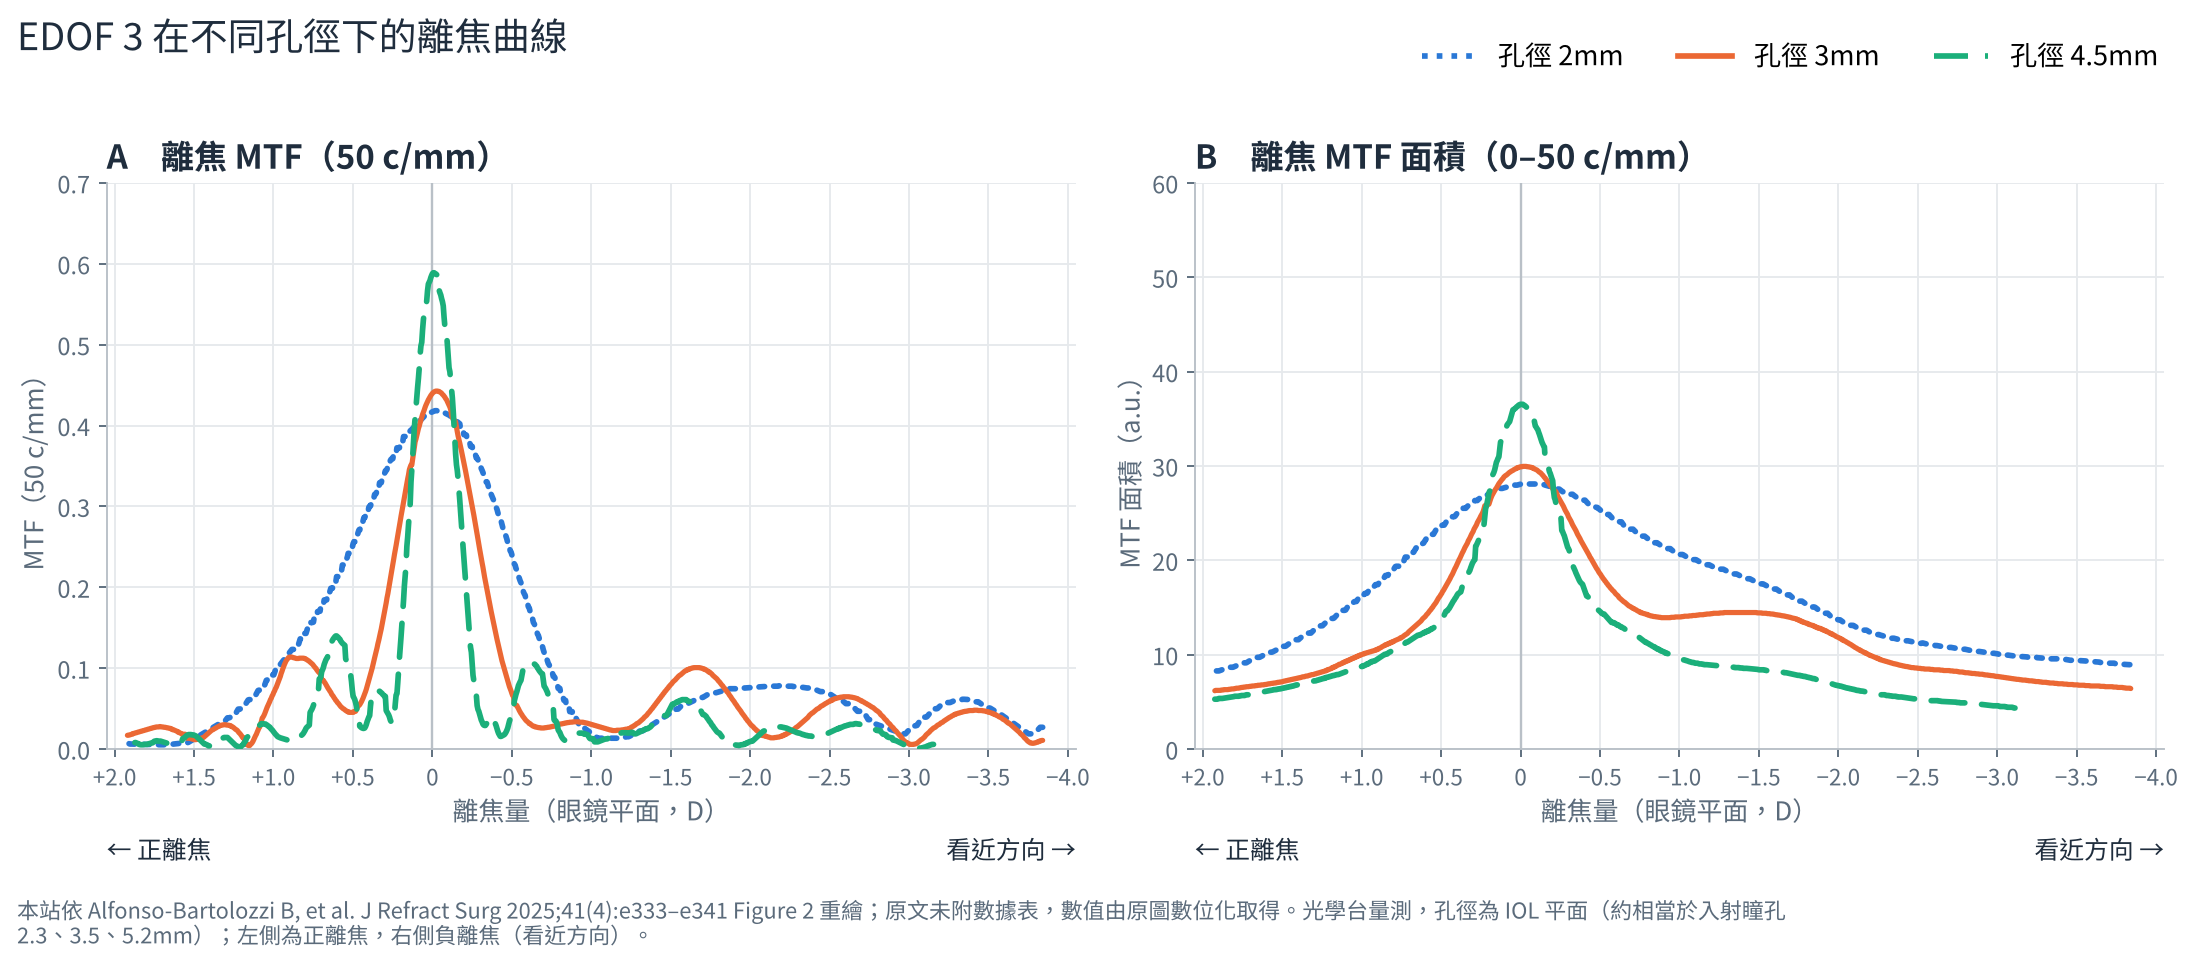 EDOF 3 在不同孔徑下的離焦曲線
孔徑 2mm
孔徑 3mm
孔徑 4.5mm
A 離焦 MTF（50 c/mm）
0.7
0.6
0.5
0.4
0.3
0.2
0.1
0.0
MTF（50 c/mm）
+2.0 +1.5 +1.0 +0.5 0 −0.5 −1.0 −1.5 −2.0 −2.5 −3.0 −3.5 −4.0
離焦量（眼鏡平面，D）
← 正離焦
看近方向 →
B 離焦 MTF 面積（0–50 c/mm）
60
50
40
30
20
10
0
MTF 面積（a.u.）
+2.0 +1.5 +1.0 +0.5 0 −0.5 −1.0 −1.5 −2.0 −2.5 −3.0 −3.5 −4.0
離焦量（眼鏡平面，D）
← 正離焦
看近方向 →
本站依 Alfonso-Bartolozzi B, et al. J Refract Surg 2025;41(4):e333–e341 Figure 2 重繪；原文未附數據表，數值由原圖數位化取得。光學台量測，孔徑為 IOL 平面（約相當於入射瞳孔
2.3、3.5、5.2mm）；左側為正離焦，右側負離焦（看近方向）。